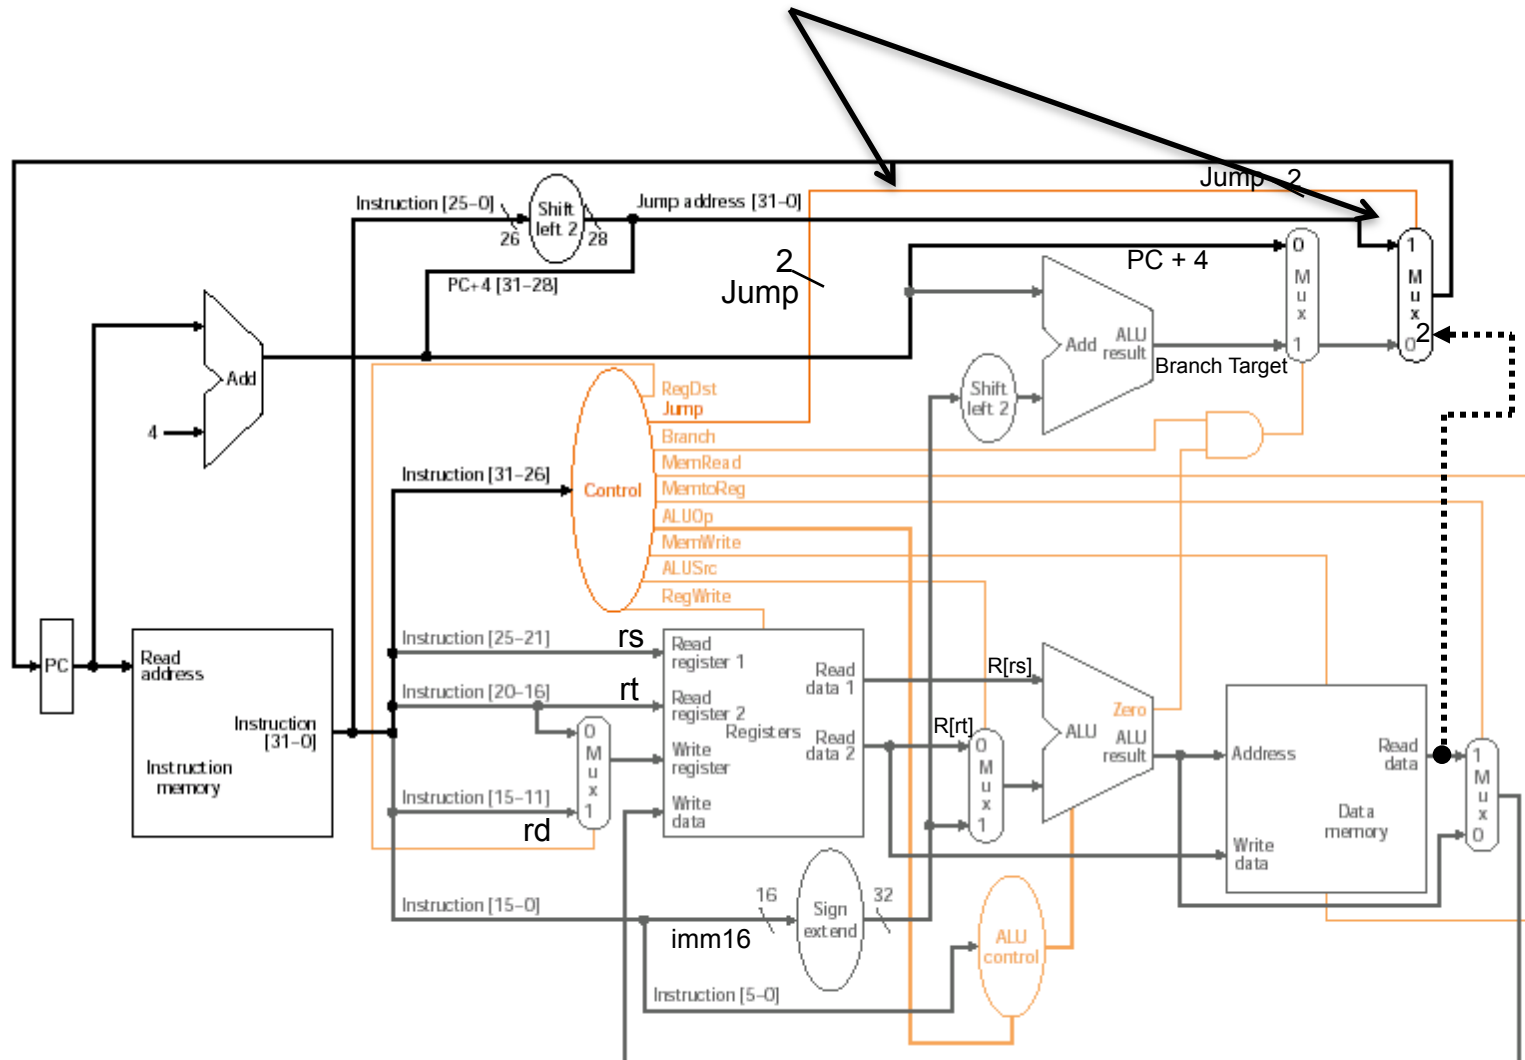 Jump 2
Instruction [25–0]
26
Shift
left 2
28
Jump address [31–0]
PC+4 [31–28]
2
Jump
PC + 4
0
M
u
x
1
1
M
u
x
0
2
Add
ALU
result
Branch Target
Shift
left 2
Add
4
RegDst
Jump
Branch
MemRead
MemtoReg
ALUOp
MemWrite
ALUSrc
RegWrite
Instruction [31–26]
Control
PC
Read
address
Instruction
[31–0]
Instruction
memory
Instruction [25–21]
rs
Instruction [20–16]
rt
0
M
u
x
1
Instruction [15–11]
rd
Read
register 1
Read
register 2
Write
register
Write
data
Registers
Read
data 1
Read
data 2
R[rs]
R[rt]
0
M
u
x
1
Zero
ALU
ALU
result
Address
Read
data
Data
memory
Write
data
1
M
u
x
0
Instruction [15–0]
imm16
16
Sign
extend
32
ALU
control
Instruction [5–0]